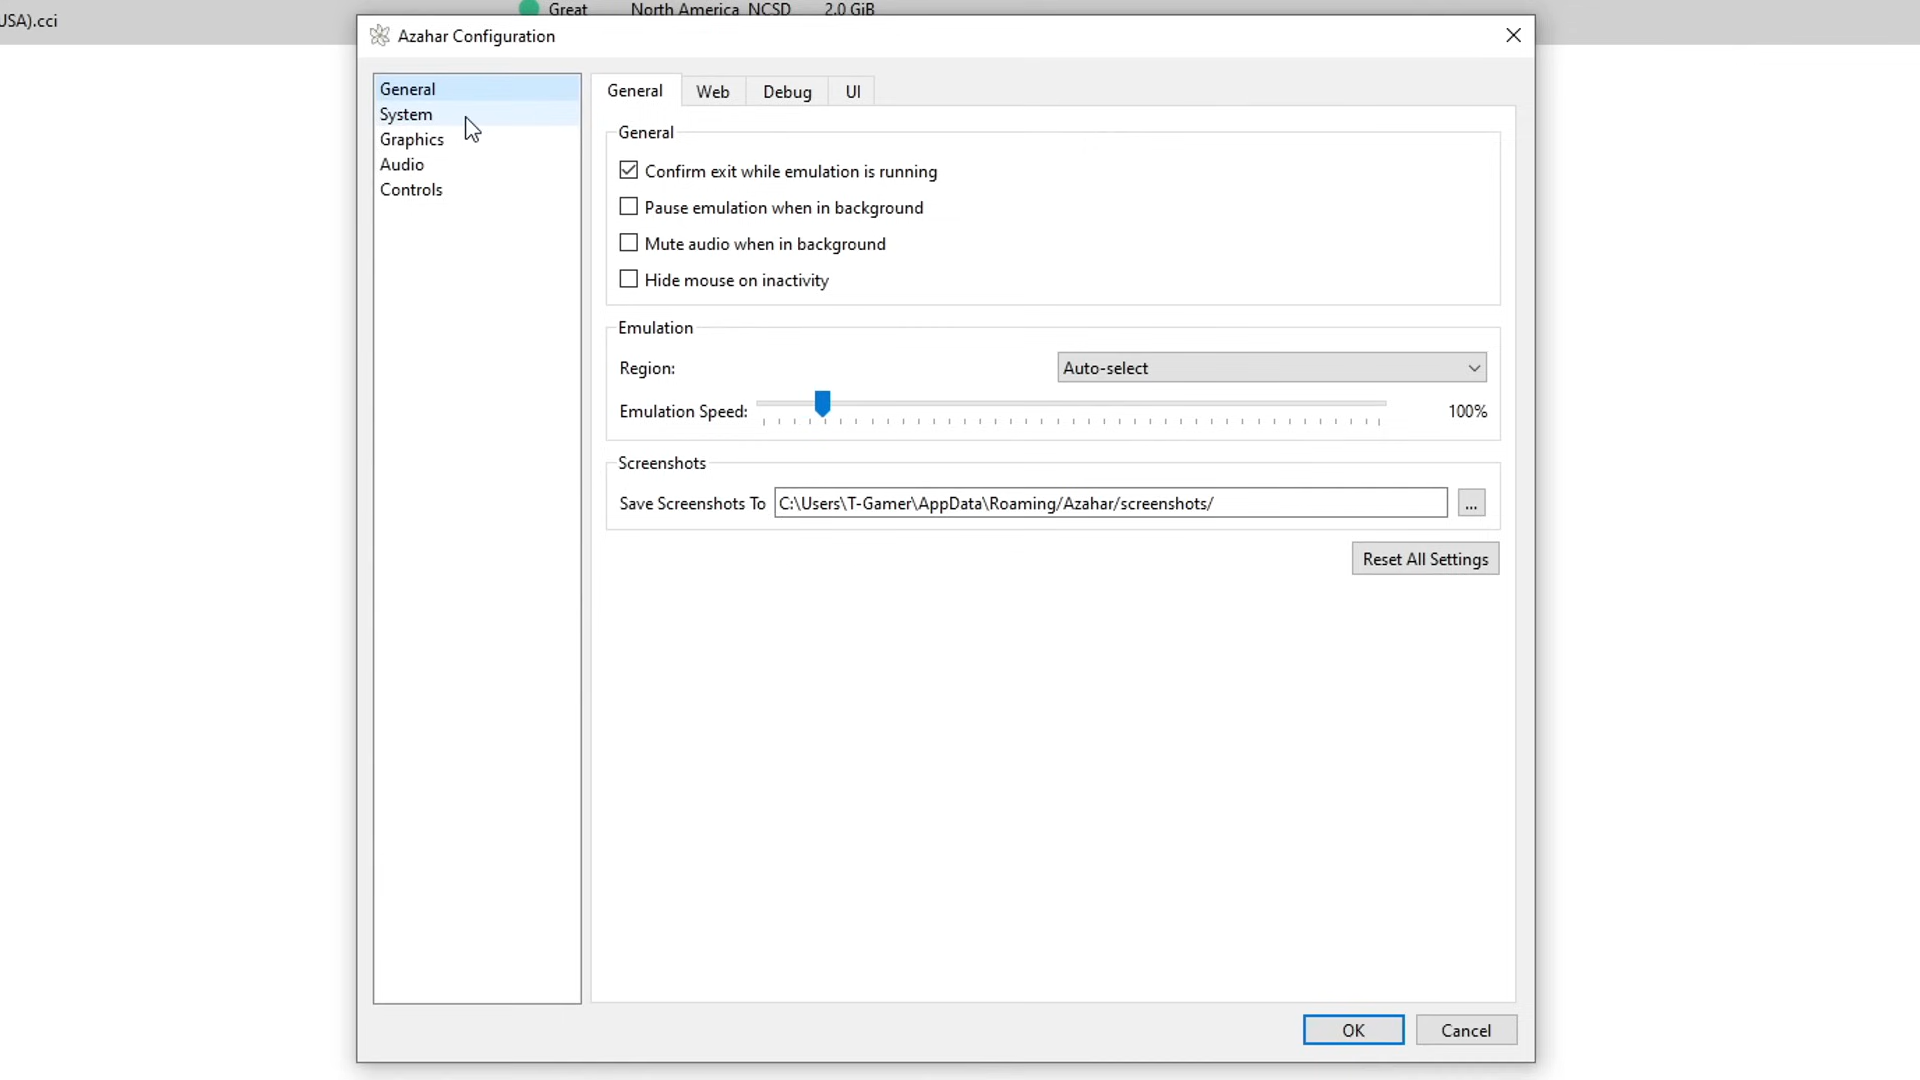 USA).cci
Great North America NCSD 2.0 GiB
Azahar Configuration
General
System
Graphics
Audio
Controls
General Web Debug UI
General
Confirm exit while emulation is running
Pause emulation when in background
Mute audio when in background
Hide mouse on inactivity
Emulation
Region: Auto-select
Emulation Speed: 100%
Screenshots
Save Screenshots To C:\Users\T-Gamer\AppData\Roaming/Azahar/screenshots/ ...
Reset All Settings
OK Cancel